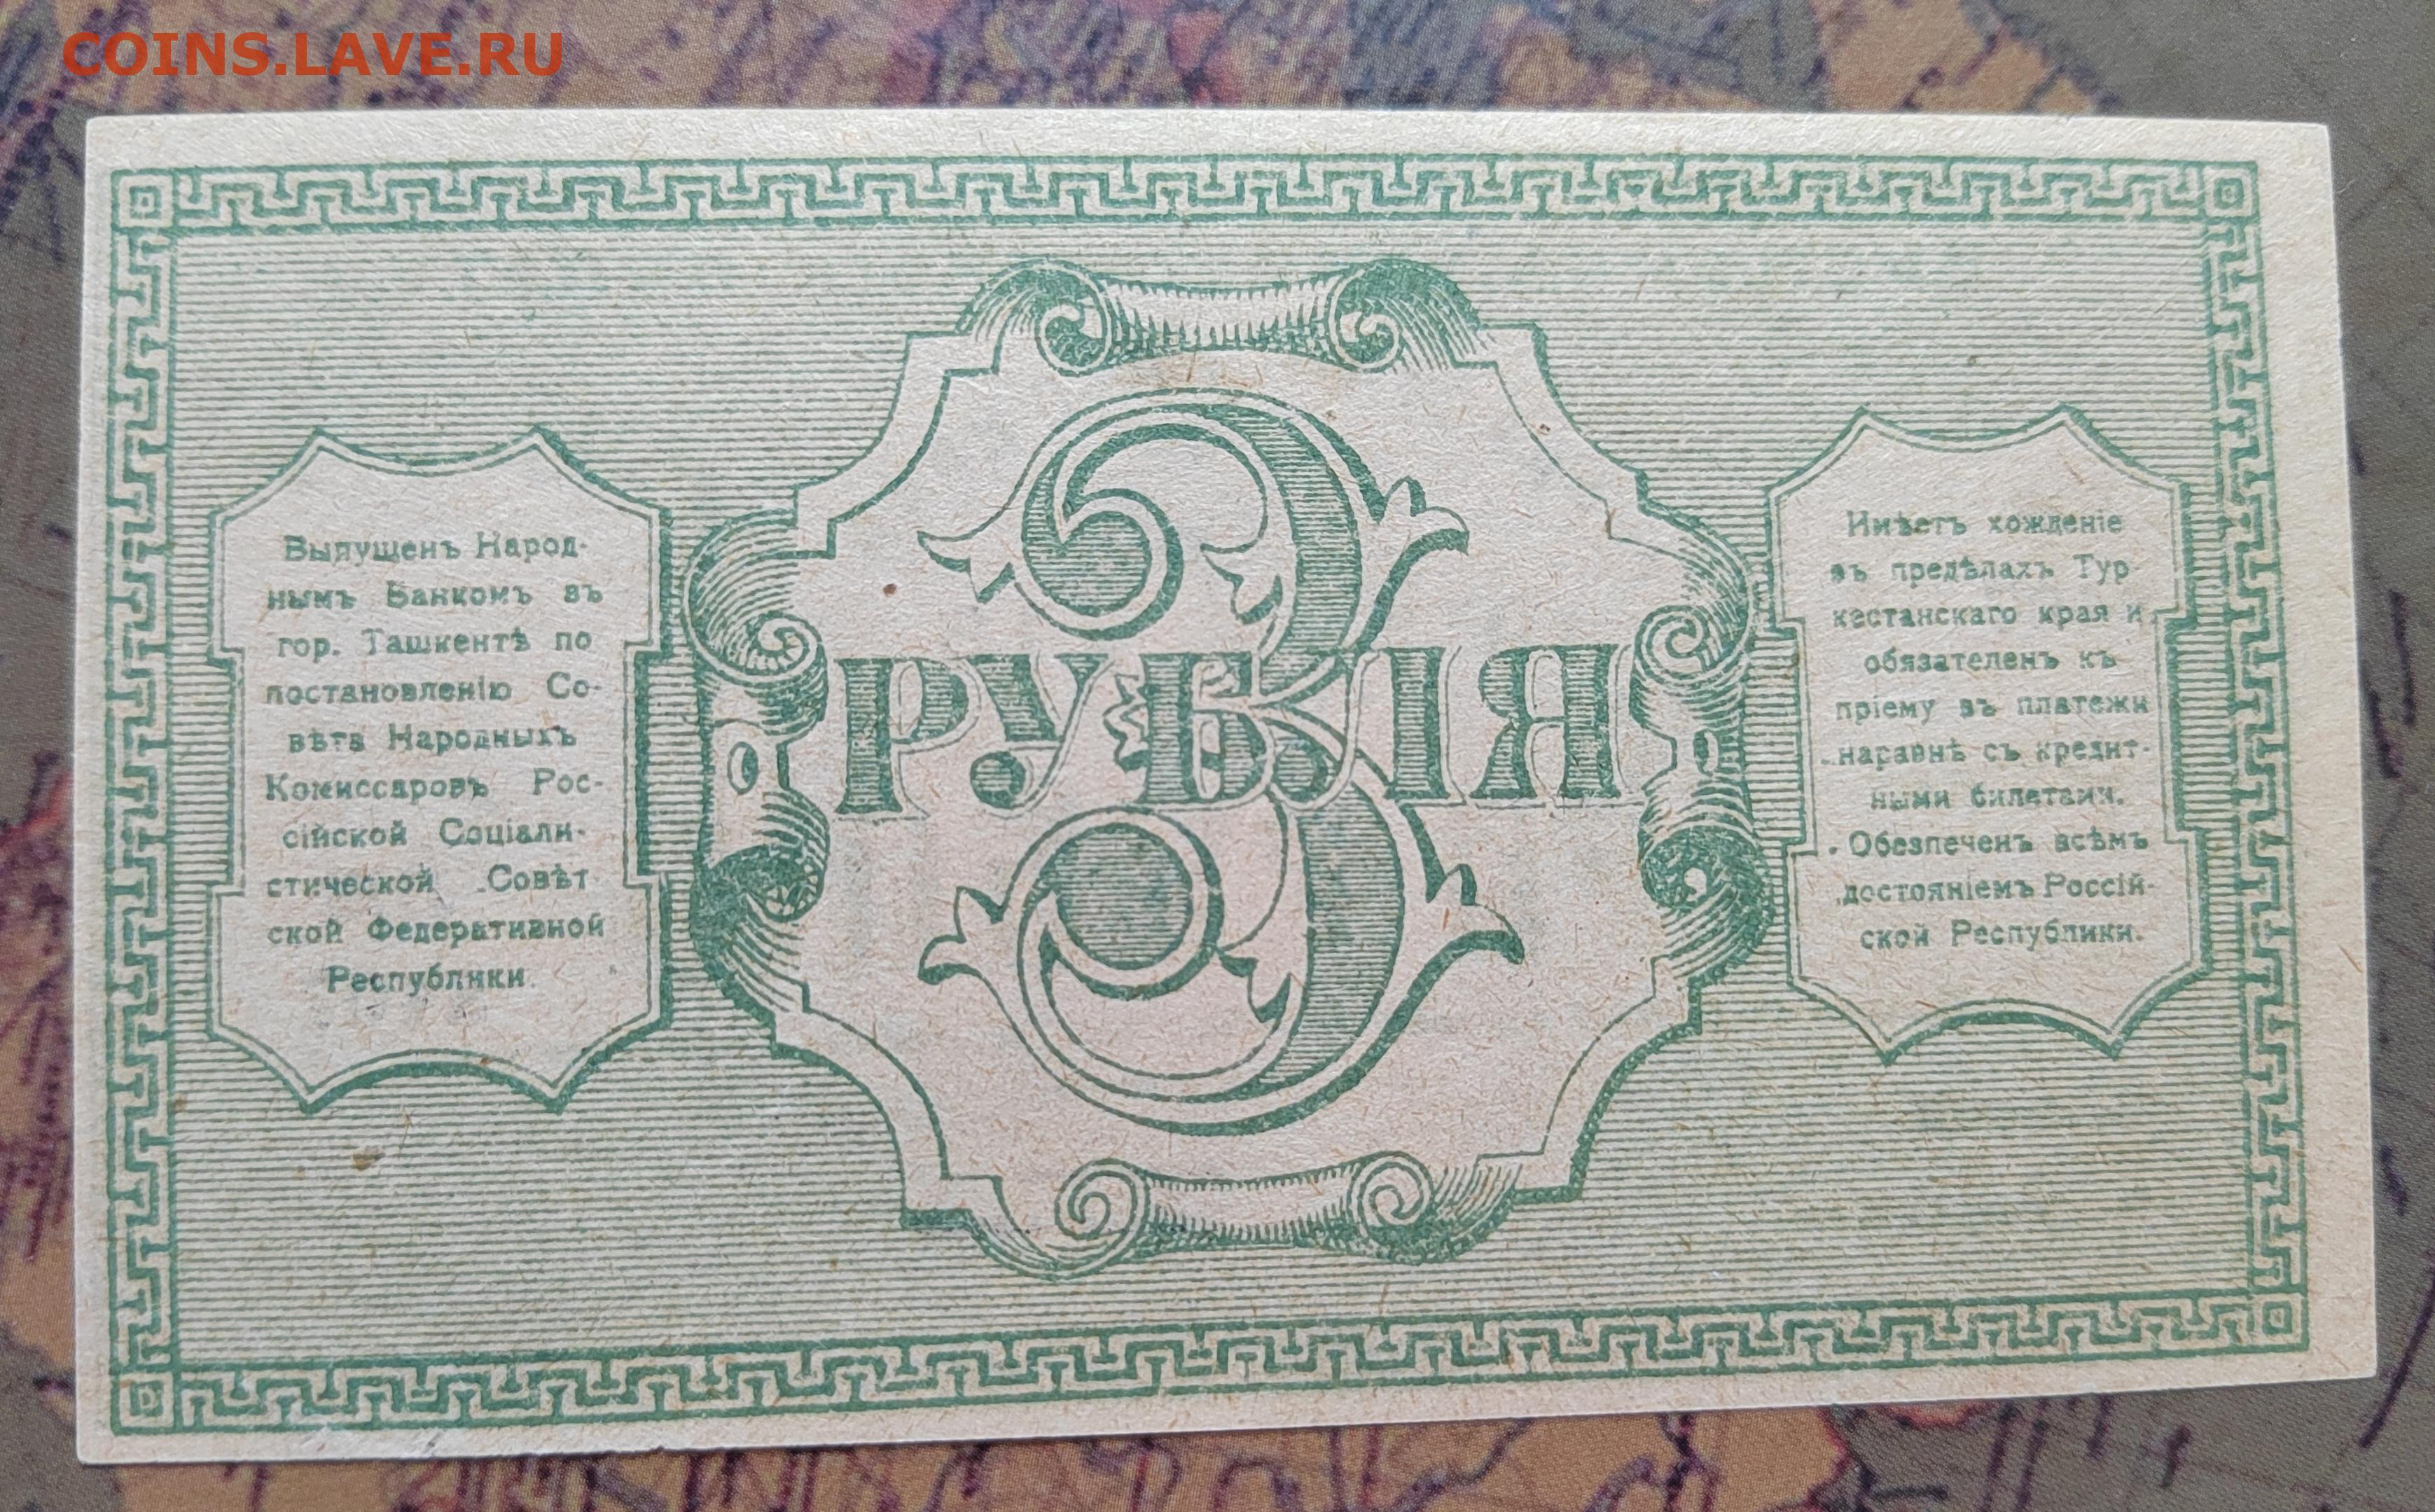 COINS.LAVE.RU
Выпущенъ Народ-
нымъ Банкомъ въ
гор. Ташкентѣ по
постановленію Со-
вѣта Народныхъ
Комиссаровъ Рос-
сійской Соціали-
стической Совѣт
ской Федеративной
Республики.
3
РУБЛЯ
Имѣетъ хожденіе
въ предѣлахъ Тур
кестанскаго края и
обязателенъ къ
пріему въ платежи
наравнѣ съ кредит-
ными билетами.
Обезпеченъ всѣмъ
достояніемъ Россій-
ской Республики.